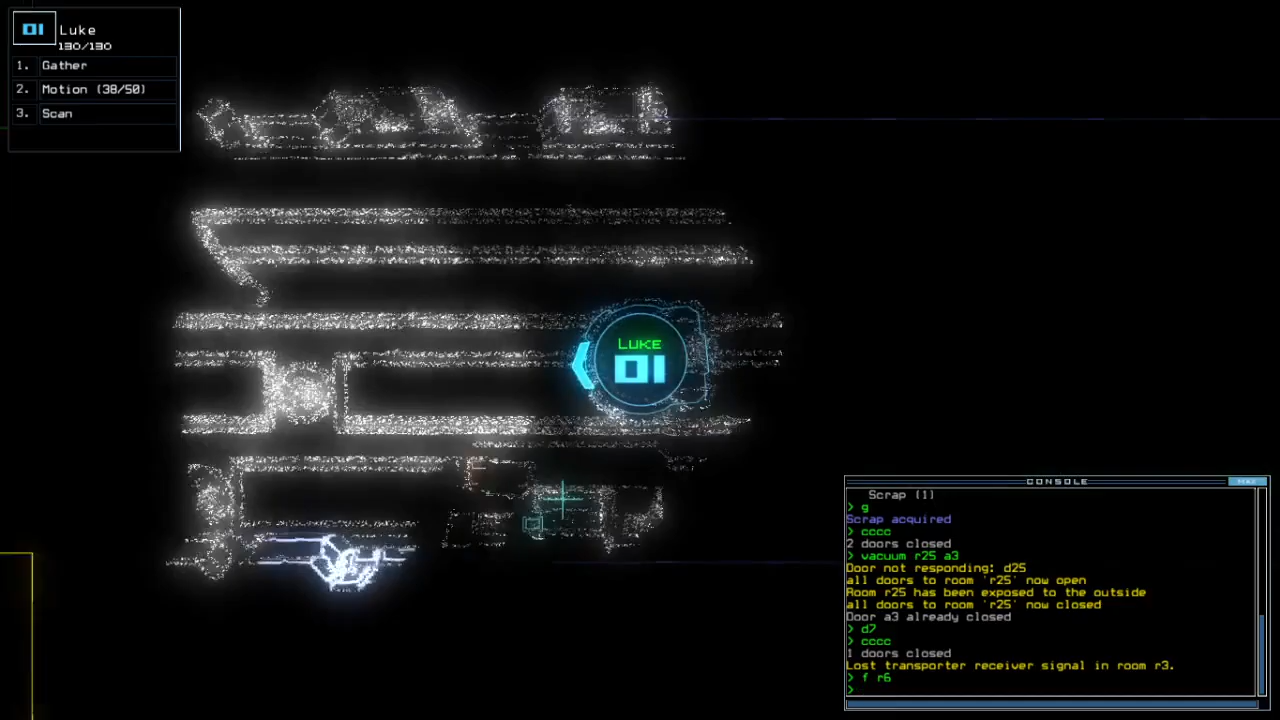 01 Luke
130/130
1. Gather
2. Motion (38/50)
3. Scan
LUKE
01
CONSOLE
MAX
Scrap (1)
> g
Scrap acquired
> cccc
2 doors closed
> vacuum r25 a3
Door not responding: d25
all doors to room 'r25' now open
Room r25 has been exposed to the outside
all doors to room 'r25' now closed
Door a3 already closed
> d7
> cccc
1 doors closed
Lost transporter receiver signal in room r3.
> f r6
>